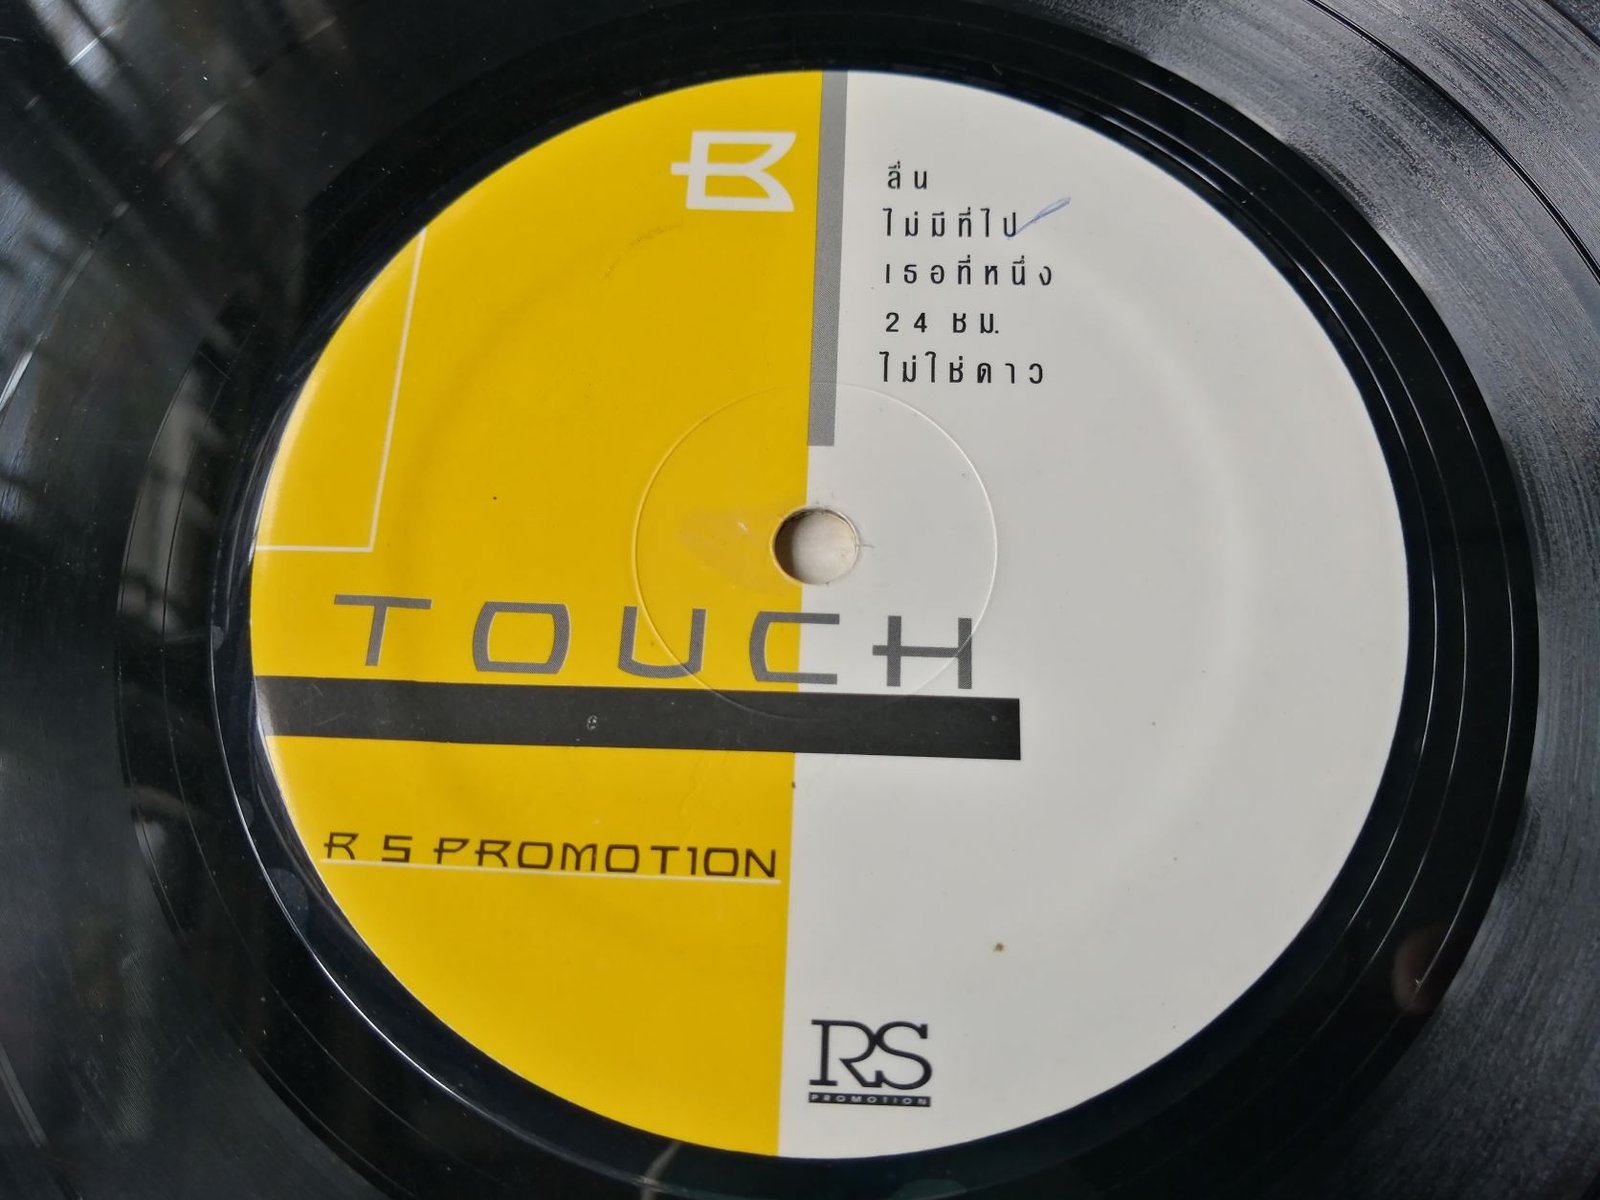 B
ลื่น
ไม่มีที่ไป
เธอที่หนึ่ง
24 ชม.
ไม่ใช่ดาว
TOUCH
R S PROMOTION
RS
PROMOTION